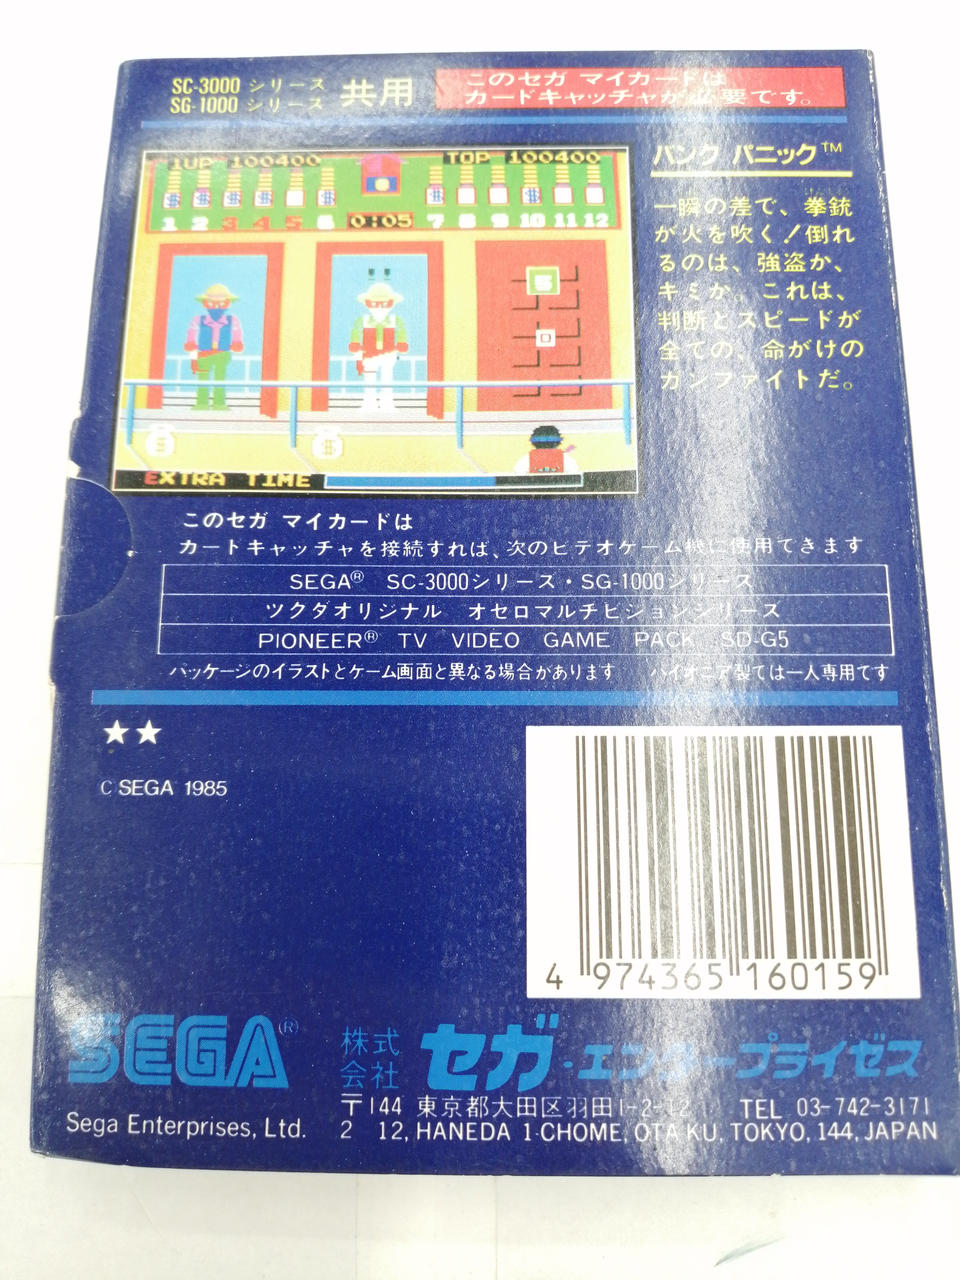 SC-3000 シリーズ
SG-1000 シリーズ
共用
このセガ マイカードは
カードキャッチャが必要です。
1UP 100400
TOP 100400
1 2 3 4 5 6 0:05 7 8 9 10 11 12
EXTRA TIME
バンク パニック™
一瞬の差で、拳銃
が火を吹く！倒れ
るのは、強盗か、
キミか。これは、
判断とスピードが
全ての、命がけの
ガンファイトだ。
このセガ マイカードは
カードキャッチャを接続すれば、次のビデオゲーム機に使用できます
SEGA® SC-3000シリーズ・SG-1000シリーズ
ツクダオリジナル オセロマルチビジョンシリーズ
PIONEER® TV VIDEO GAME PACK SD-G5
パッケージのイラストとゲーム画面と異なる場合があります パイオニア製では一人専用です
★★
© SEGA 1985
4 974365 160159
SEGA®
株式会社 セガ・エンタープライゼス
〒144 東京都大田区羽田1-2-12 TEL 03-742-3171
Sega Enterprises, Ltd.
2 12, HANEDA 1-CHOME, OTA KU, TOKYO, 144, JAPAN